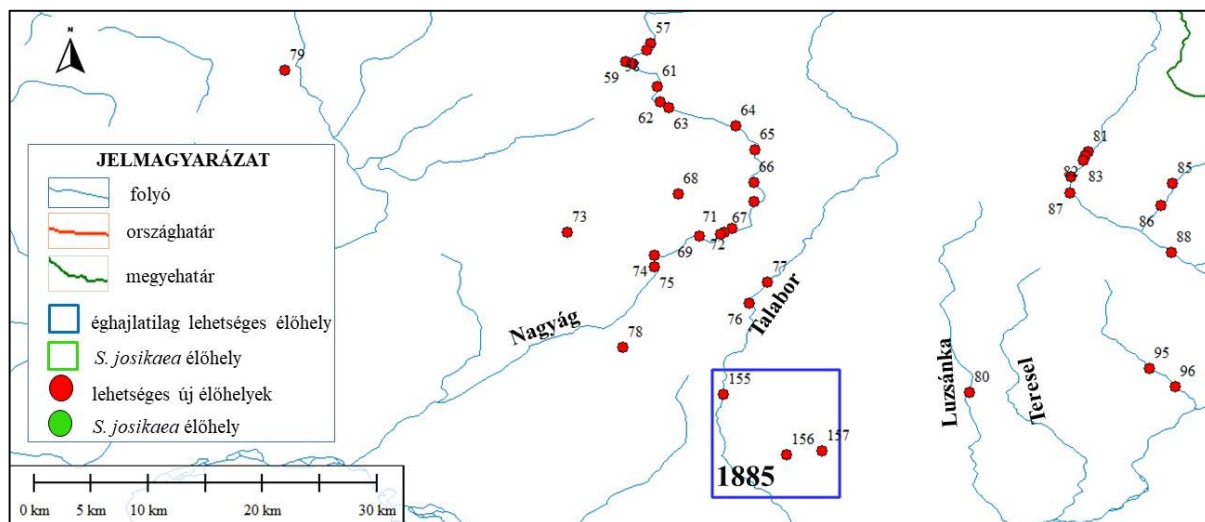 N
79
57
59
58
61
62
63
64
65
66
67
68
69
71
72
73
74
75
76
77
78
81
82
83
85
86
87
88
95
96
80
155
156
157
1885
Nagyág
Talabor
Luzsánka
Teresel
JELMAGYARÁZAT
folyó
országhatár
megyehatár
éghajlatilag lehetséges élőhely
S. josikaea élőhely
lehetséges új élőhelyek
S. josikaea élőhely
0 km 5 km 10 km 20 km 30 km